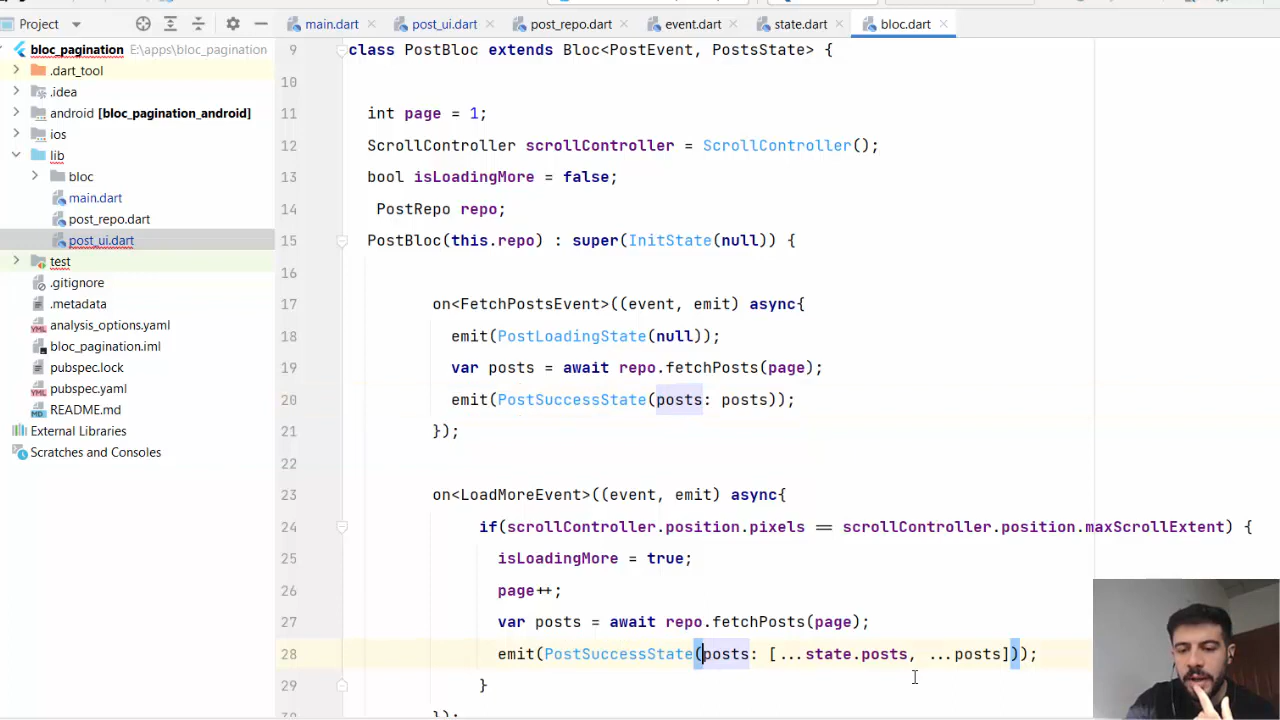 Project
main.dart
post_ui.dart
post_repo.dart
event.dart
state.dart
bloc.dart
bloc_pagination E:\apps\bloc_pagination
.dart_tool
.idea
android [bloc_pagination_android]
ios
lib
bloc
main.dart
post_repo.dart
post_ui.dart
test
.gitignore
.metadata
analysis_options.yaml
bloc_pagination.iml
pubspec.lock
pubspec.yaml
README.md
External Libraries
Scratches and Consoles
9 class PostBloc extends Bloc<PostEvent, PostsState> {
10
11 int page = 1;
12 ScrollController scrollController = ScrollController();
13 bool isLoadingMore = false;
14 PostRepo repo;
15 PostBloc(this.repo) : super(InitState(null)) {
16
17 on<FetchPostsEvent>((event, emit) async{
18 emit(PostLoadingState(null));
19 var posts = await repo.fetchPosts(page);
20 emit(PostSuccessState(posts: posts));
21 });
22
23 on<LoadMoreEvent>((event, emit) async{
24 if(scrollController.position.pixels == scrollController.position.maxScrollExtent) {
25 isLoadingMore = true;
26 page++;
27 var posts = await repo.fetchPosts(page);
28 emit(PostSuccessState(posts: [...state.posts, ...posts]));
29 }
30 });